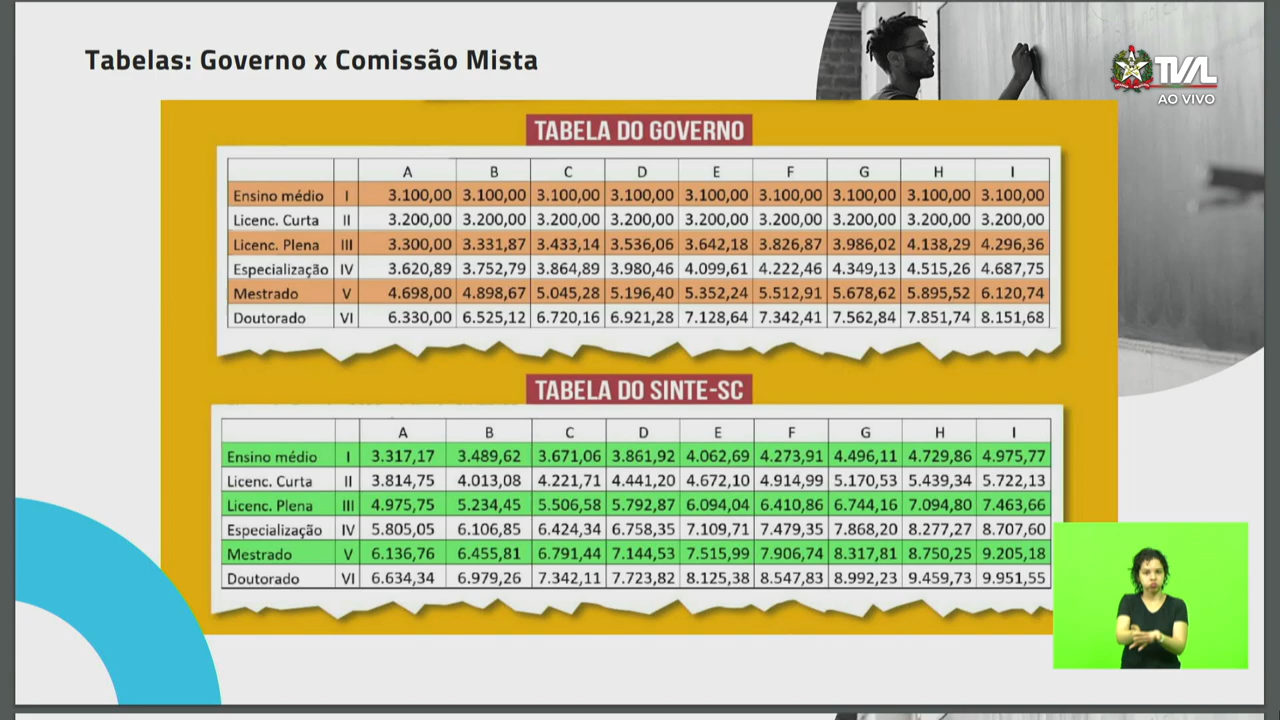 Tabelas: Governo x Comissão Mista
TVAL
AO VIVO
TABELA DO GOVERNO
A B C D E F G H I
Ensino médio I 3.100,00 3.100,00 3.100,00 3.100,00 3.100,00 3.100,00 3.100,00 3.100,00 3.100,00
Licenc. Curta II 3.200,00 3.200,00 3.200,00 3.200,00 3.200,00 3.200,00 3.200,00 3.200,00 3.200,00
Licenc. Plena III 3.300,00 3.331,87 3.433,14 3.536,06 3.642,18 3.826,87 3.986,02 4.138,29 4.296,36
Especialização IV 3.620,89 3.752,79 3.864,89 3.980,46 4.099,61 4.222,46 4.349,13 4.515,26 4.687,75
Mestrado V 4.698,00 4.898,67 5.045,28 5.196,40 5.352,24 5.512,91 5.678,62 5.895,52 6.120,74
Doutorado VI 6.330,00 6.525,12 6.720,16 6.921,28 7.128,64 7.342,41 7.562,84 7.851,74 8.151,68
TABELA DO SINTE-SC
A B C D E F G H I
Ensino médio I 3.317,17 3.489,62 3.671,06 3.861,92 4.062,69 4.273,91 4.496,11 4.729,86 4.975,77
Licenc. Curta II 3.814,75 4.013,08 4.221,71 4.441,20 4.672,10 4.914,99 5.170,53 5.439,34 5.722,13
Licenc. Plena III 4.975,75 5.234,45 5.506,58 5.792,87 6.094,04 6.410,86 6.744,16 7.094,80 7.463,66
Especialização IV 5.805,05 6.106,85 6.424,34 6.758,35 7.109,71 7.479,35 7.868,20 8.277,27 8.707,60
Mestrado V 6.136,76 6.455,81 6.791,44 7.144,53 7.515,99 7.906,74 8.317,81 8.750,25 9.205,18
Doutorado VI 6.634,34 6.979,26 7.342,11 7.723,82 8.125,38 8.547,83 8.992,23 9.459,73 9.951,55